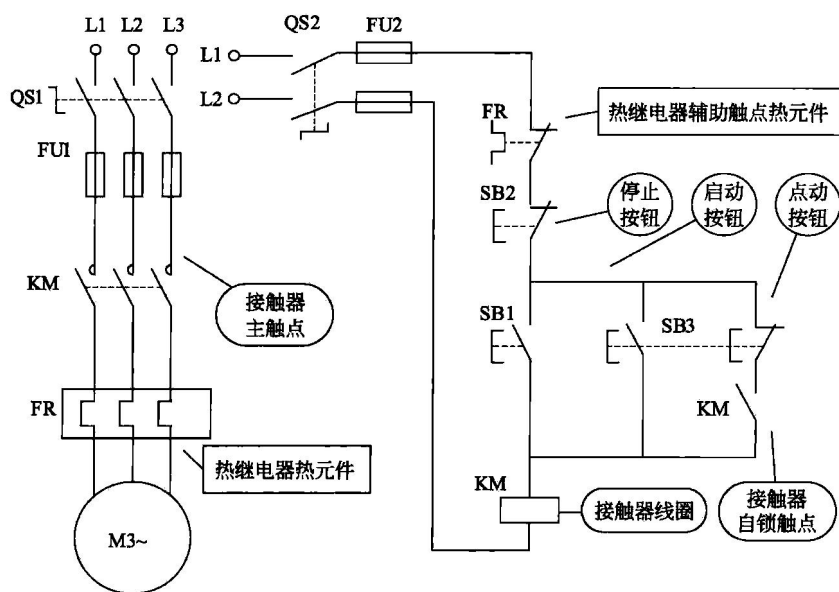 L1 L2 L3
QS1
FU1
KM
接触器
主触点
FR
热继电器热元件
M3~
QS2
L1
L2
FU2
FR
热继电器辅助触点热元件
SB2
停止
按钮
启动
按钮
点动
按钮
SB1
SB3
KM
KM
接触器线圈
接触器
自锁触点